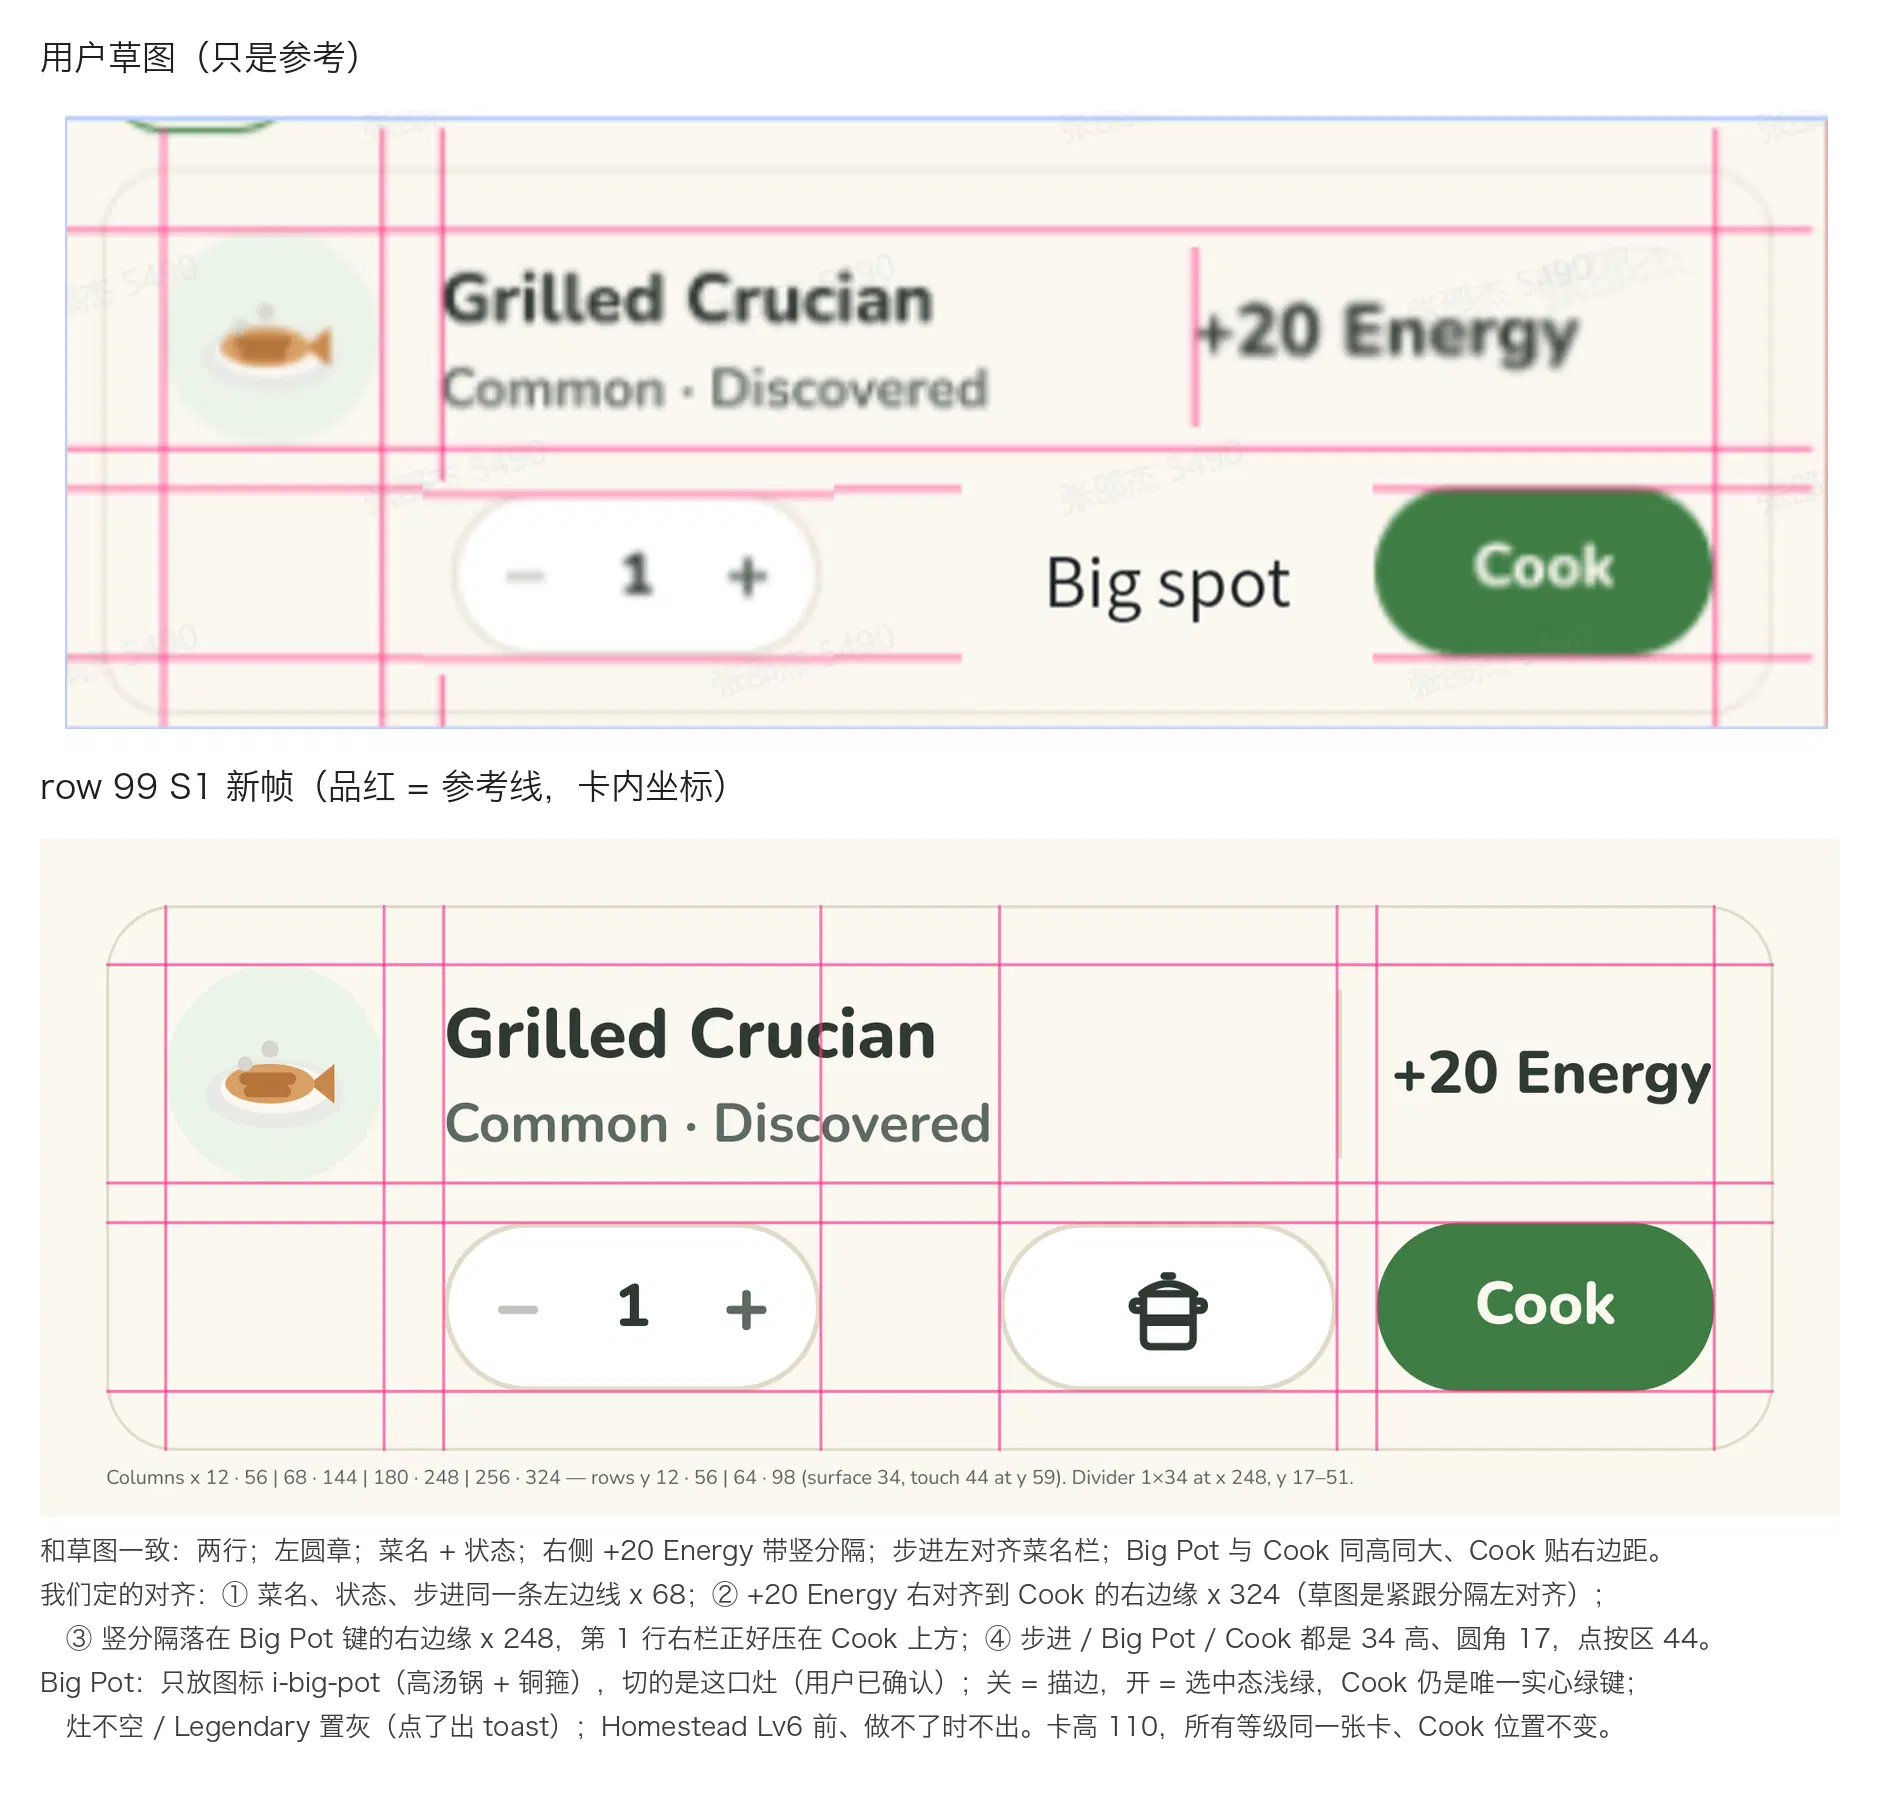 用户草图（只是参考）
Grilled Crucian
+20 Energy
Common · Discovered
− 1 +
Big spot
Cook
row 99 S1 新帧（品红 = 参考线，卡内坐标）
Grilled Crucian
+20 Energy
Common · Discovered
− 1 +
Cook
Columns x 12 · 56 | 68 · 144 | 180 · 248 | 256 · 324 — rows y 12 · 56 | 64 · 98 (surface 34, touch 44 at y 59). Divider 1×34 at x 248, y 17–51.
和草图一致：两行；左圆章；菜名 + 状态；右侧 +20 Energy 带竖分隔；步进左对齐菜名栏；Big Pot 与 Cook 同高同大、Cook 贴右边距。
我们定的对齐：① 菜名、状态、步进同一条左边线 x 68；② +20 Energy 右对齐到 Cook 的右边缘 x 324（草图是紧跟分隔左对齐）；
③ 竖分隔落在 Big Pot 键的右边缘 x 248，第 1 行右栏正好压在 Cook 上方；④ 步进 / Big Pot / Cook 都是 34 高、圆角 17，点按区 44。
Big Pot：只放图标 i-big-pot（高汤锅 + 铜箍），切的是这口灶（用户已确认）；关 = 描边，开 = 选中态浅绿，Cook 仍是唯一实心绿键；
灶不空 / Legendary 置灰（点了出 toast）；Homestead Lv6 前、做不了时不出。卡高 110，所有等级同一张卡、Cook 位置不变。